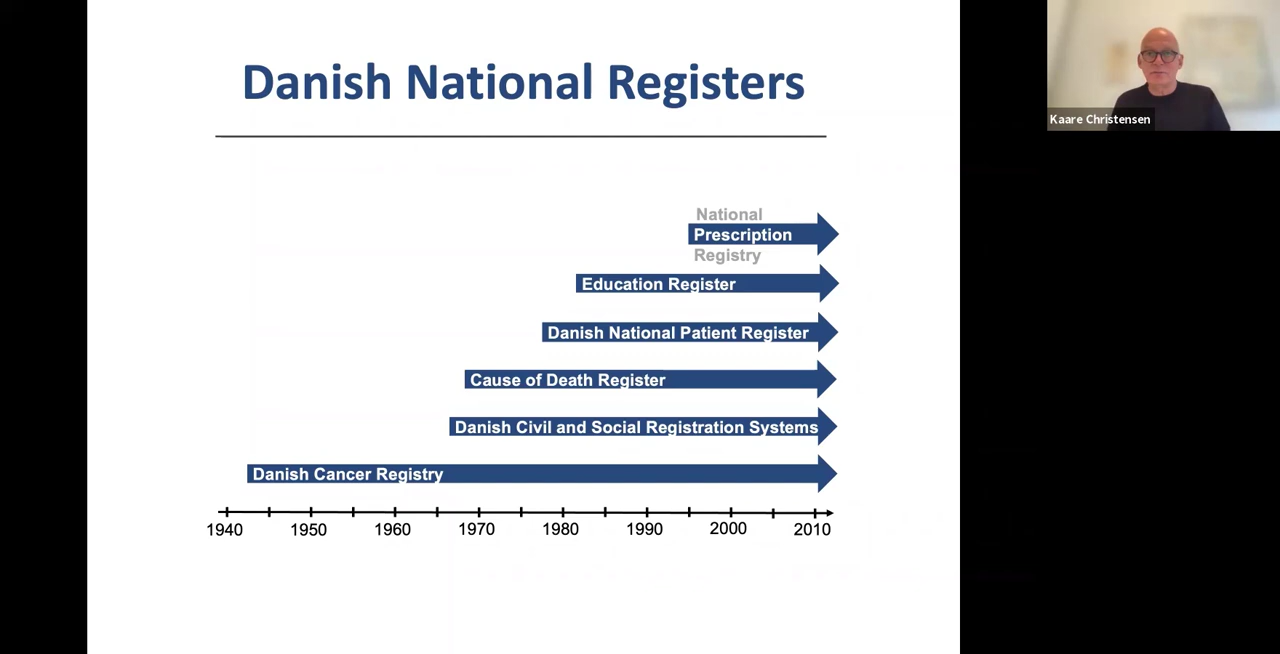 Danish National Registers
Kaare Christensen
National
Prescription
Registry
Education Register
Danish National Patient Register
Cause of Death Register
Danish Civil and Social Registration Systems
Danish Cancer Registry
1940 1950 1960 1970 1980 1990 2000 2010